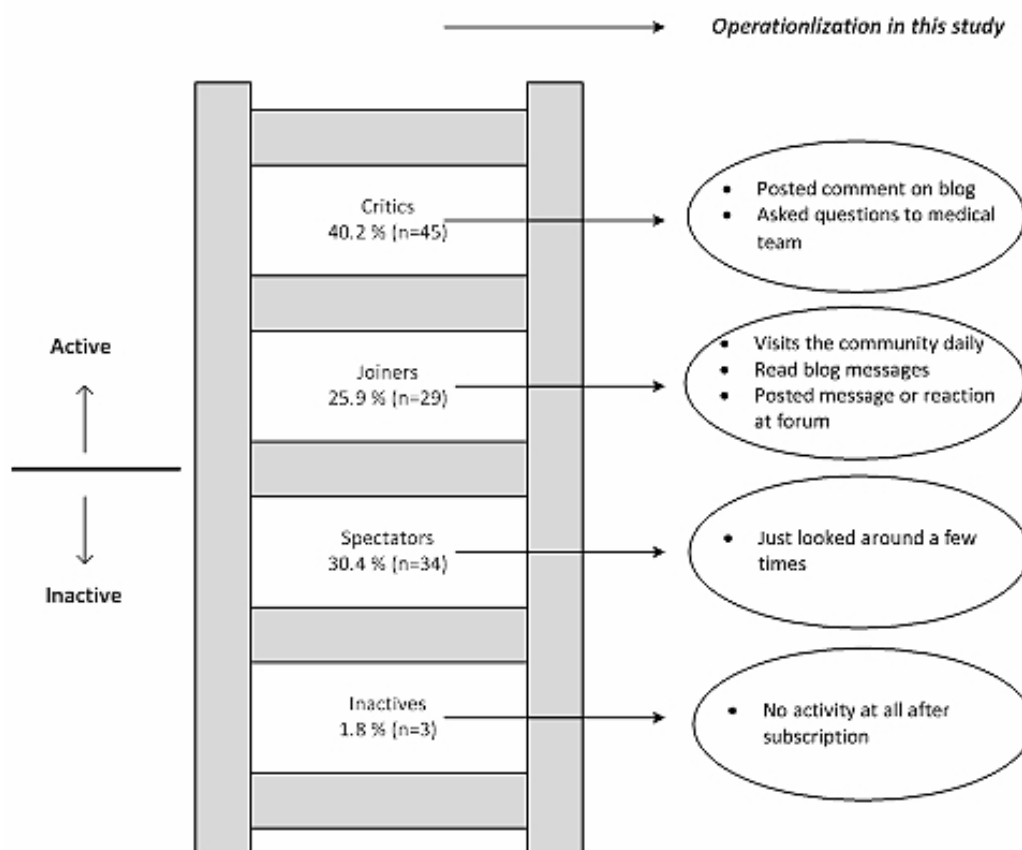 Operationlization in this study
Critics
40.2 % (n=45)
• Posted comment on blog
• Asked questions to medical
team
Active
Joiners
25.9 % (n=29)
• Visits the community daily
• Read blog messages
• Posted message or reaction
at forum
Spectators
30.4 % (n=34)
• Just looked around a few
times
Inactive
Inactives
1.8 % (n=3)
• No activity at all after
subscription